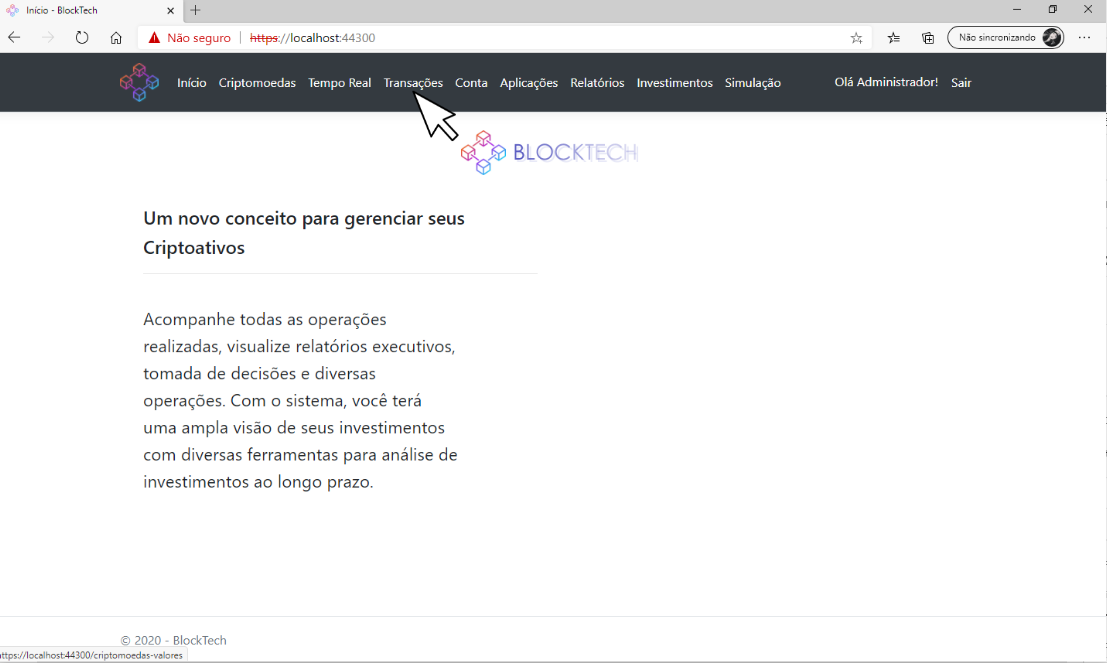 Início - BlockTech
Não seguro | https://localhost:44300
Não sincronizando
Início Criptomoedas Tempo Real Transações Conta Aplicações Relatórios Investimentos Simulação Olá Administrador! Sair
BLOCKTECH
Um novo conceito para gerenciar seus
Criptoativos
Acompanhe todas as operações
realizadas, visualize relatórios executivos,
tomada de decisões e diversas
operações. Com o sistema, você terá
uma ampla visão de seus investimentos
com diversas ferramentas para análise de
investimentos ao longo prazo.
© 2020 - BlockTech
ttps://localhost:44300/criptomoedas-valores